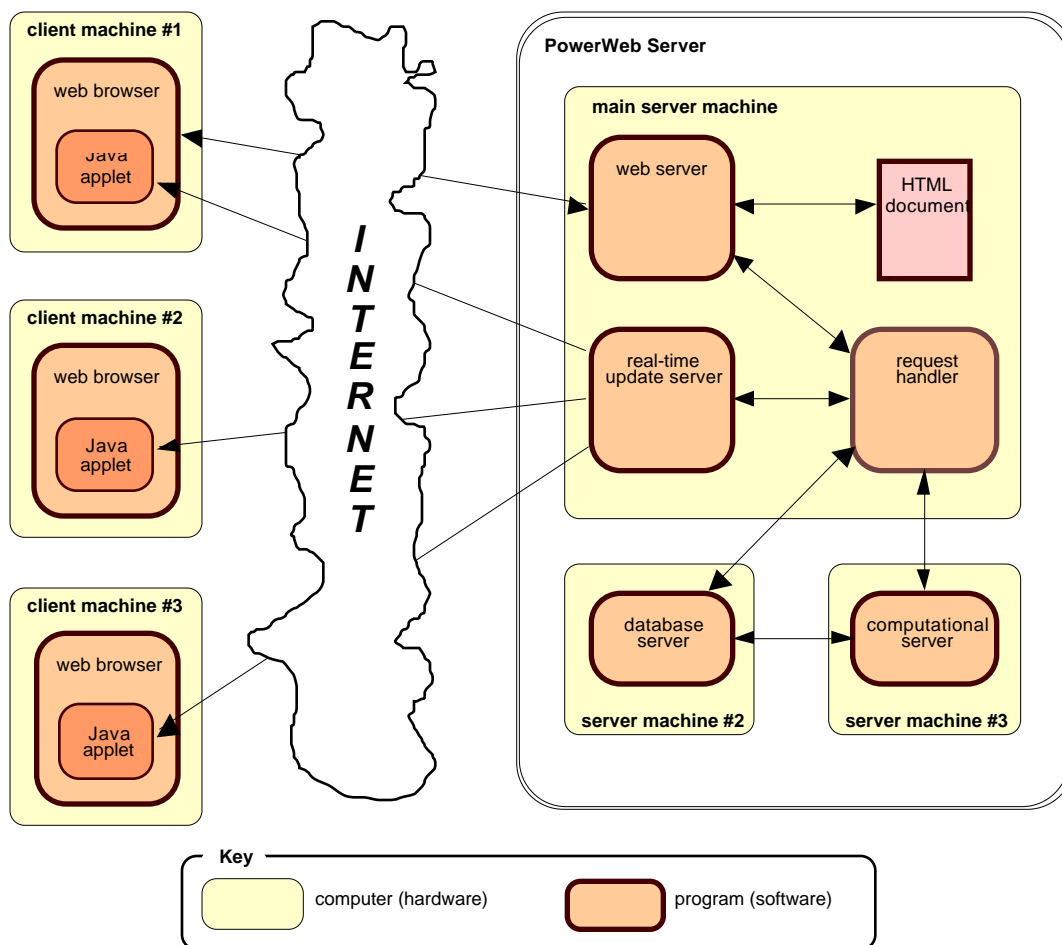 client machine #1
web browser
Java
applet
client machine #2
web browser
Java
applet
client machine #3
web browser
Java
applet
INTERNET
PowerWeb Server
main server machine
web server
HTML
document
real-time
update server
request
handler
database
server
server machine #2
computational
server
server machine #3
Key
computer (hardware)
program (software)